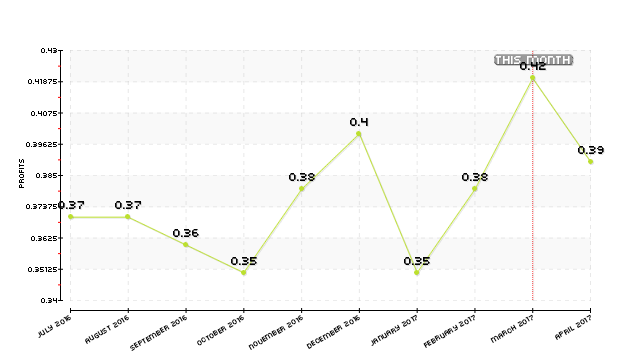 0.43
THIS MONTH
0.42
0.41875
0.4075
0.4
0.39625
0.39
0.385
0.38
0.38
0.37375
0.37
0.37
0.3625
0.36
0.35125
0.35
0.35
0.34
PROFITS
JULY 2016
AUGUST 2016
SEPTEMBER 2016
OCTOBER 2016
NOVEMBER 2016
DECEMBER 2016
JANUARY 2017
FEBRUARY 2017
MARCH 2017
APRIL 2017